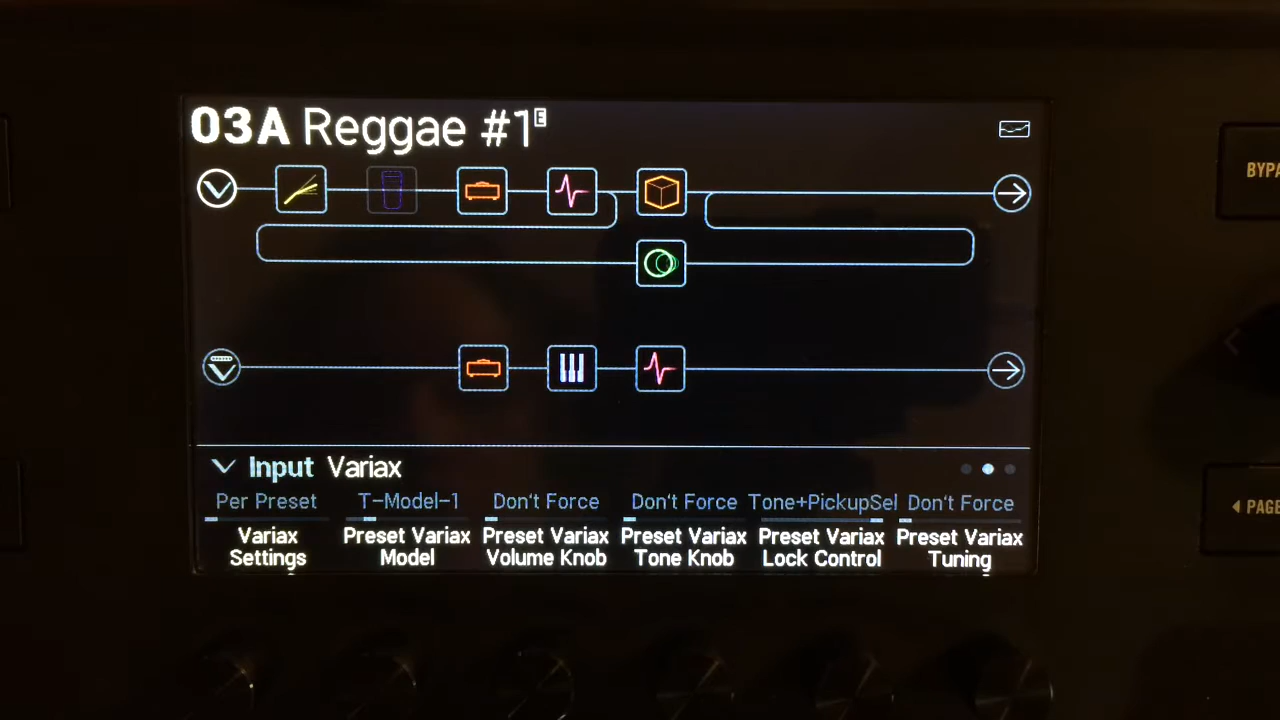 03A Reggae #1 E
BYPA
Input Variax
Per Preset T-Model-1 Don't Force Don't Force Tone+PickupSel Don't Force
Variax Preset Variax Preset Variax Preset Variax Preset Variax Preset Variax
Settings Model Volume Knob Tone Knob Lock Control Tuning
PAGE